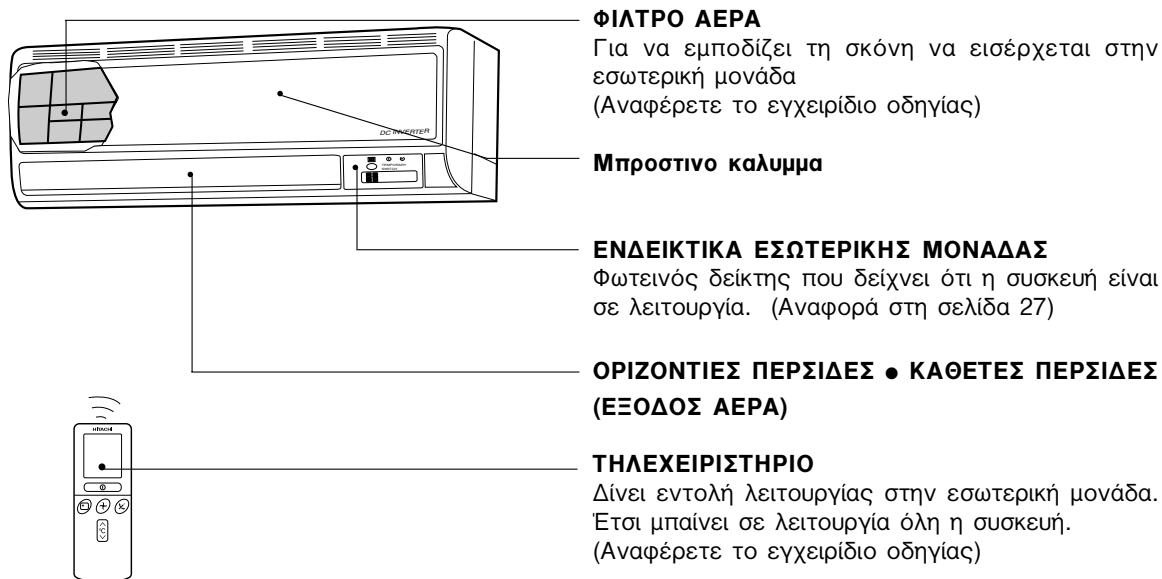 ΦΙΛΤΡΟ ΑΕΡΑ
Για να εμποδίζει τη σκόνη να εισέρχεται στην
εσωτερική μονάδα
(Αναφέρετε το εγχειρίδιο οδηγίας)
DC INVERTER
Μπροστινο καλυμμα
TEMPORARY
SWITCH
ΕΝΔΕΙΚΤΙΚΑ ΕΣΩΤΕΡΙΚΗΣ ΜΟΝΑΔΑΣ
Φωτεινός δείκτης που δείχνει ότι η συσκευή είναι
σε λειτουργία. (Αναφορά στη σελίδα 27)
ΟΡΙΖΟΝΤΙΕΣ ΠΕΡΣΙΔΕΣ ● ΚΑΘΕΤΕΣ ΠΕΡΣΙΔΕΣ
(ΕΞΟΔΟΣ ΑΕΡΑ)
HITACHI
°C
ΤΗΛΕΧΕΙΡΙΣΤΗΡΙΟ
Δίνει εντολή λειτουργίας στην εσωτερική μονάδα.
Έτσι μπαίνει σε λειτουργία όλη η συσκευή.
(Αναφέρετε το εγχειρίδιο οδηγίας)